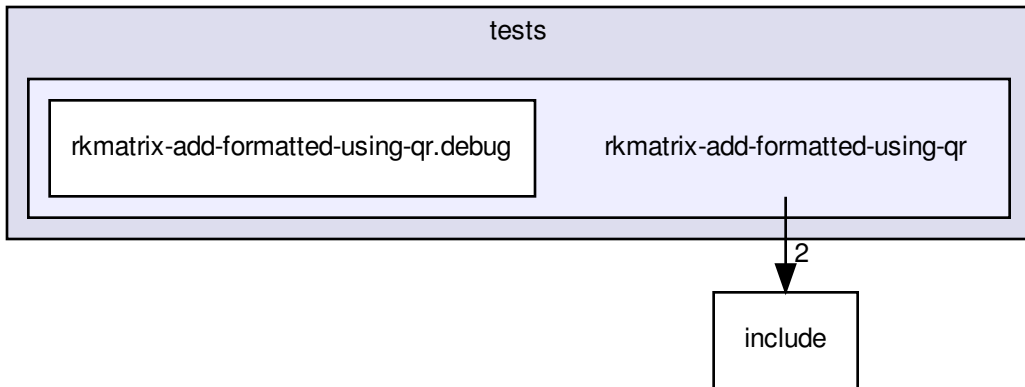 tests
rkmatrix-add-formatted-using-qr.debug
rkmatrix-add-formatted-using-qr
2
include